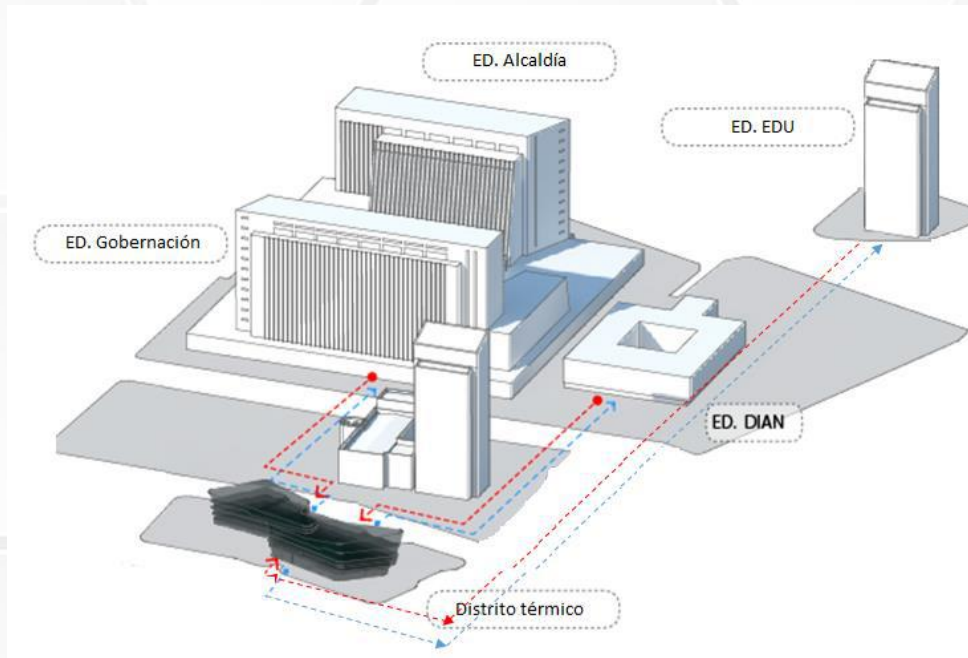 ED. Alcaldía
ED. EDU
ED. Gobernación
ED. DIAN
Distrito térmico